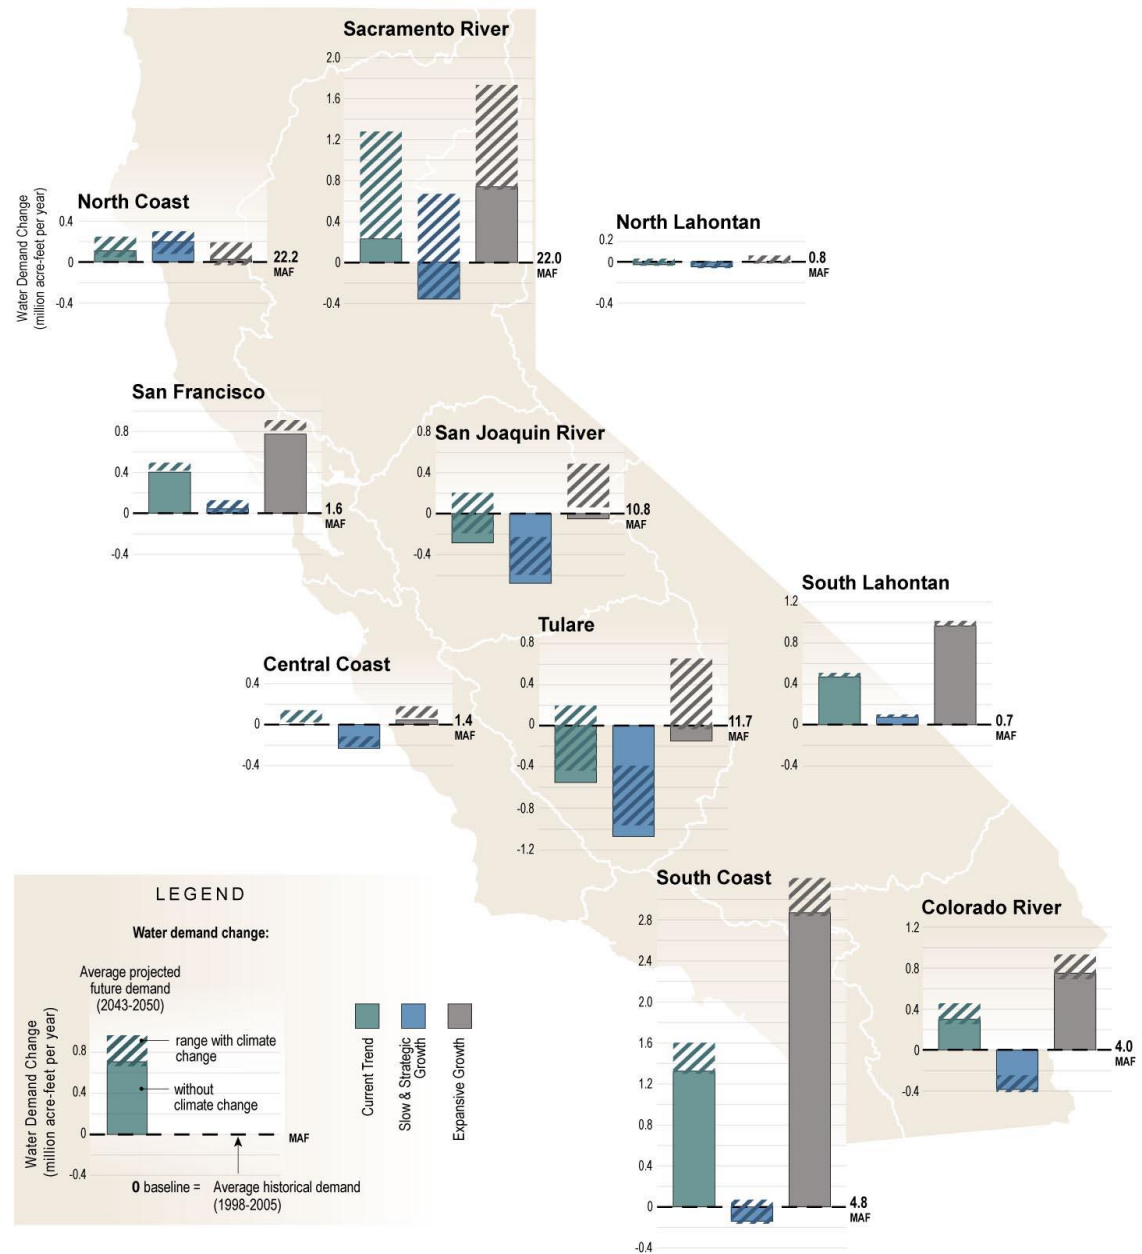 Sacramento River
2.0
1.6
1.2
0.8
0.4
0
-0.4
22.0
MAF
Water Demand Change
(million acre-feet per year)
North Coast
0.4
0
-0.4
22.2
MAF
North Lahontan
0.2
0
-0.4
0.8
MAF
San Francisco
0.8
0.4
0
-0.4
1.6
MAF
San Joaquin River
0.8
0.4
0
-0.4
10.8
MAF
South Lahontan
1.2
0.8
0.4
0
-0.4
0.7
MAF
Tulare
0.8
0.4
0
-0.4
-0.8
-1.2
11.7
MAF
Central Coast
0.4
0
-0.4
1.4
MAF
South Coast
2.8
2.4
2.0
1.6
1.2
0.8
0.4
0
-0.4
4.8
MAF
Colorado River
1.2
0.8
0.4
0
-0.4
4.0
MAF
LEGEND
Water demand change:
Average projected
future demand
(2043-2050)
Water Demand Change
(million acre-feet per year)
0.8
0.4
0
-0.4
range with climate
change
without
climate change
MAF
0 baseline = Average historical demand
(1998-2005)
Current Trend
Slow & Strategic
Growth
Expansive Growth